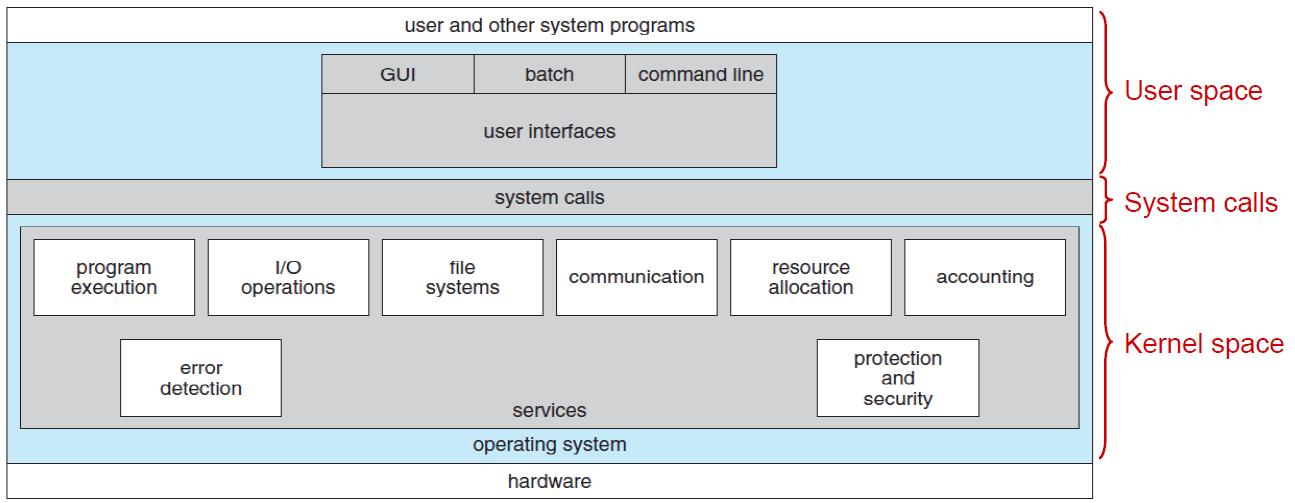 user and other system programs
GUI
batch
command line
user interfaces
User space
system calls
System calls
program
execution
I/O
operations
file
systems
communication
resource
allocation
accounting
error
detection
protection
and
security
services
Kernel space
operating system
hardware